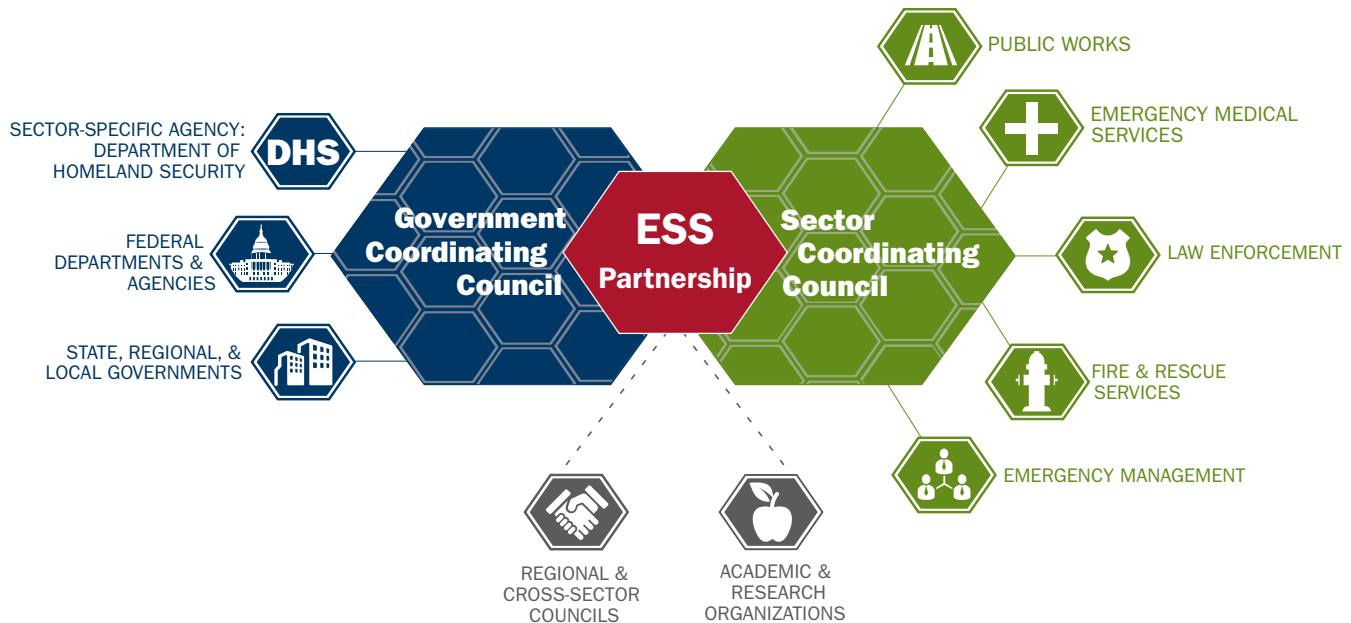 PUBLIC WORKS
EMERGENCY MEDICAL
SERVICES
SECTOR-SPECIFIC AGENCY:
DEPARTMENT OF
HOMELAND SECURITY
DHS
Government
Coordinating
Council
ESS
Partnership
Sector
Coordinating
Council
FEDERAL
DEPARTMENTS &
AGENCIES
LAW ENFORCEMENT
STATE, REGIONAL, &
LOCAL GOVERNMENTS
FIRE & RESCUE
SERVICES
EMERGENCY MANAGEMENT
REGIONAL &
CROSS-SECTOR
COUNCILS
ACADEMIC &
RESEARCH
ORGANIZATIONS